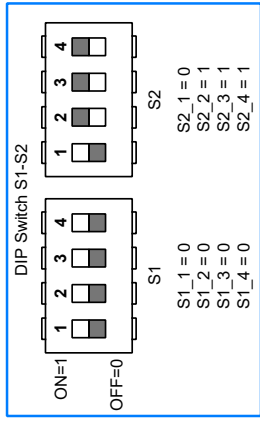 DIP Switch S1-S2
ON=1
OFF=0
1 2 3 4
1 2 3 4
S1
S2
S1_1 = 0
S1_2 = 0
S1_3 = 0
S1_4 = 0
S2_1 = 0
S2_2 = 1
S2_3 = 1
S2_4 = 1